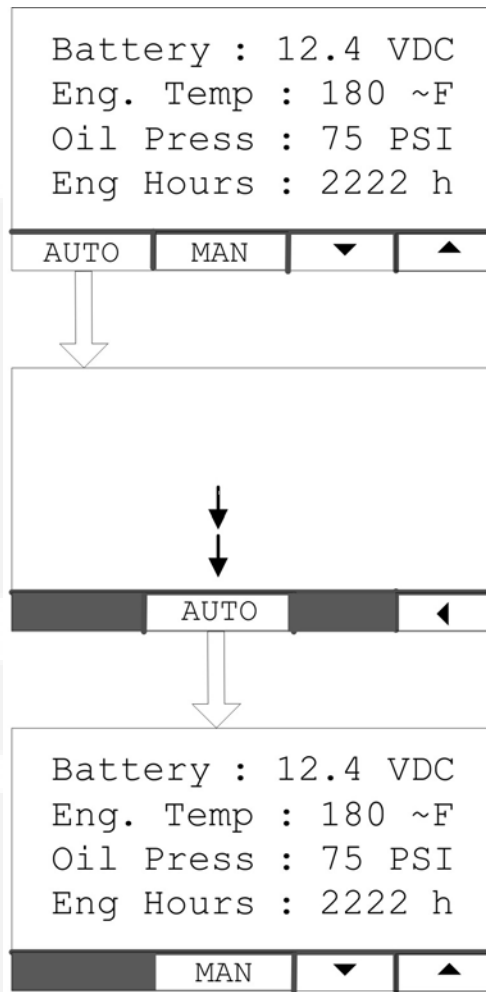 Battery : 12.4 VDC
Eng. Temp : 180 ~F
Oil Press : 75 PSI
Eng Hours : 2222 h
AUTO MAN
AUTO
Battery : 12.4 VDC
Eng. Temp : 180 ~F
Oil Press : 75 PSI
Eng Hours : 2222 h
MAN